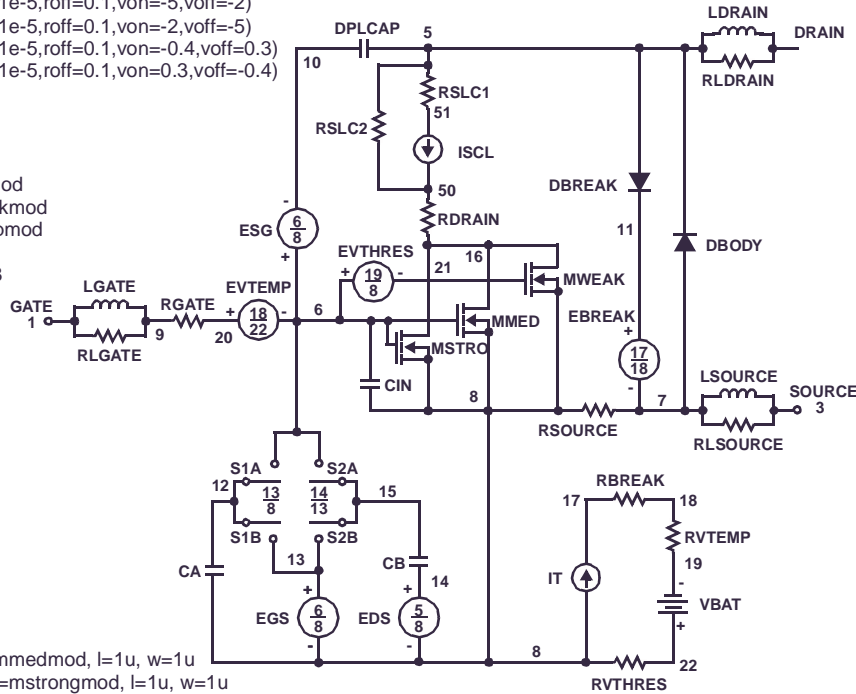 1e-5,roff=0.1,von=-5,voff=-2)
1e-5,roff=0.1,von=-2,voff=-5)
1e-5,roff=0.1,von=-0.4,voff=0.3)
1e-5,roff=0.1,von=0.3,voff=-0.4)
LDRAIN
DPLCAP 5 DRAIN
10
RLDRAIN
RSLC1
51
RSLC2
ISCL
od
kmod
omod
DBREAK
50
RDRAIN
ESG 6 8
-
+
11
DBODY
EVTHRES
+ 19 8 -
21
16
MWEAK
LGATE
EVTEMP
GATE
1
RGATE
+ 18 22 -
6
EBREAK
+
MMED
9
20
RLGATE
MSTRO
17 18
-
LSOURCE
CIN
8
7
SOURCE
3
RSOURCE
RLSOURCE
S1A S2A
12
13 8
14 13
15
S1B S2B
13
RBREAK
17 18
RVTEMP
CA
CB
14
IT
19
-
VBAT
+
+ +
EGS 6 8
EDS 5 8
- -
8
22
RVTHRES
mmedmod, l=1u, w=1u
=mstrongmod, l=1u, w=1u